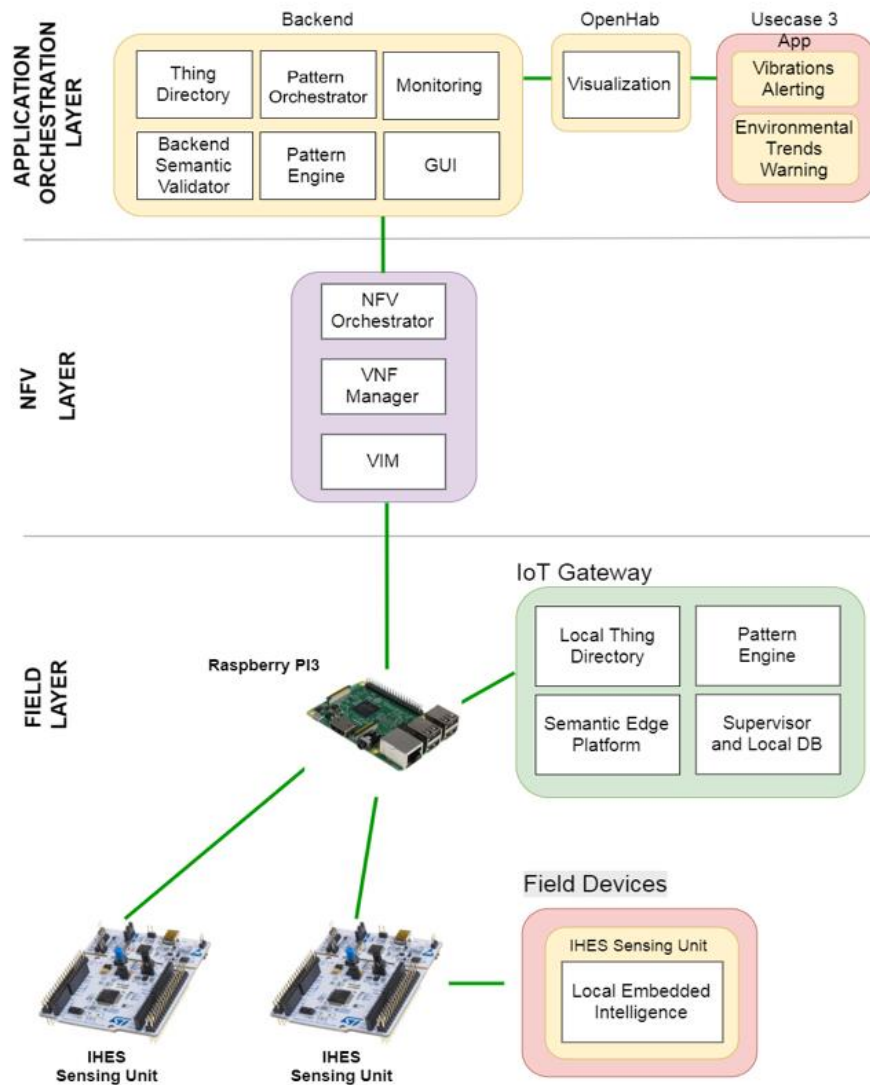 Backend
OpenHab
Usecase 3
App
APPLICATION
ORCHESTRATION
LAYER
Thing
Directory
Pattern
Orchestrator
Monitoring
Backend
Semantic
Validator
Pattern
Engine
GUI
Visualization
Vibrations
Alerting
Environmental
Trends
Warning
NFV
LAYER
NFV
Orchestrator
VNF
Manager
VIM
FIELD
LAYER
IoT Gateway
Raspberry PI3
Local Thing
Directory
Pattern
Engine
Semantic Edge
Platform
Supervisor
and Local DB
Field Devices
IHES Sensing Unit
Local Embedded
Intelligence
IHES
Sensing Unit
IHES
Sensing Unit